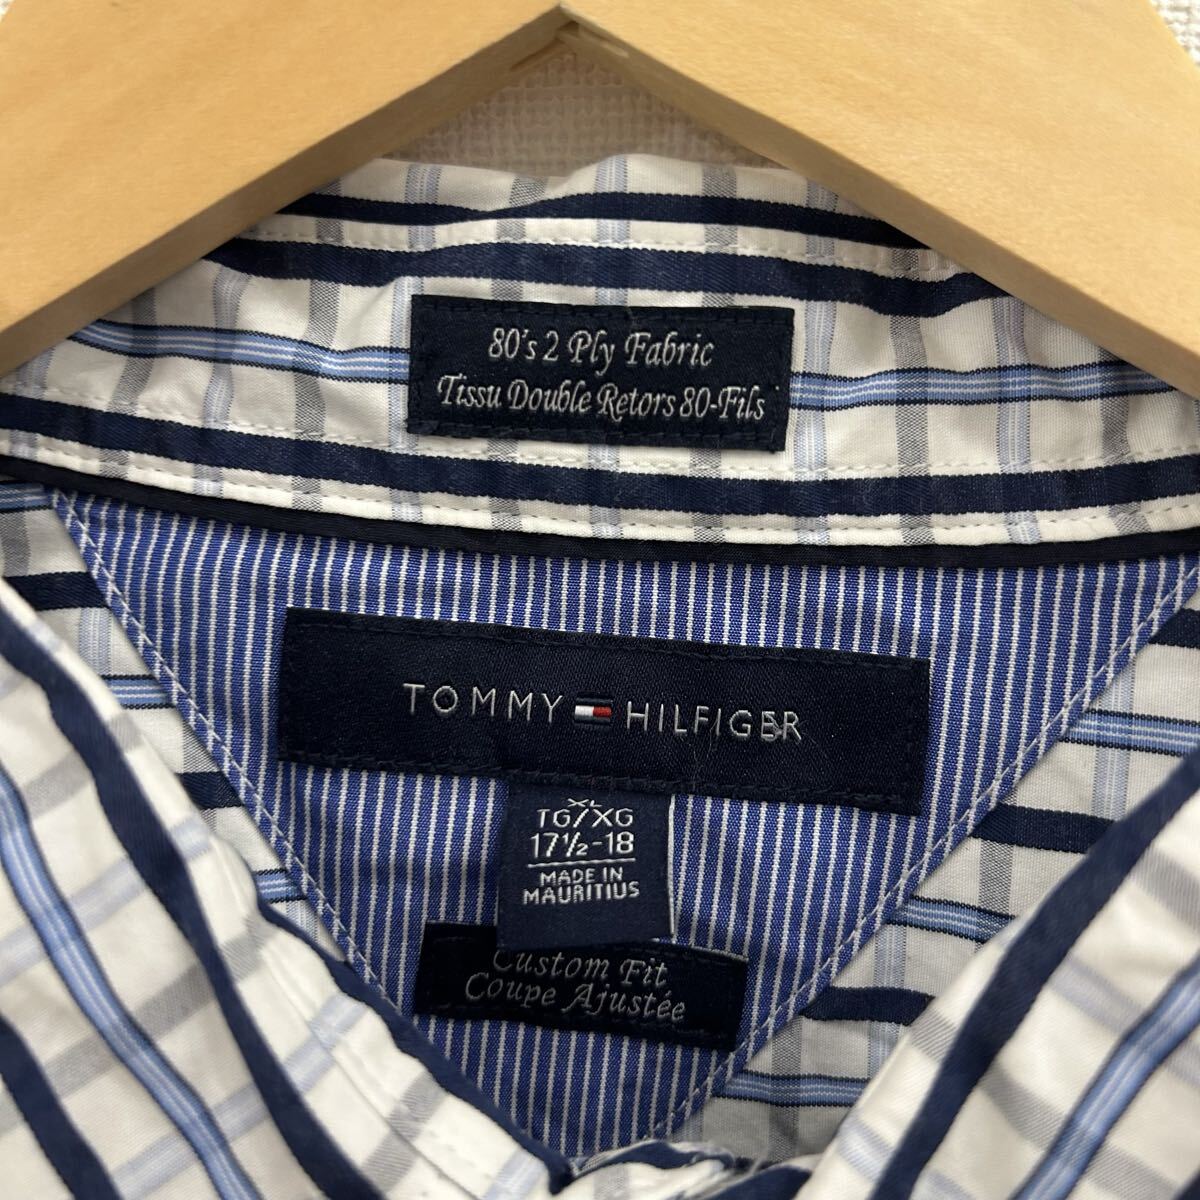 80's 2 Ply Fabric
Tissu Double Retors 80-Fils
TOMMY HILFIGER
XL
TG/XG
17½-18
MADE IN
MAURITIUS
Custom Fit
Coupe Ajustée